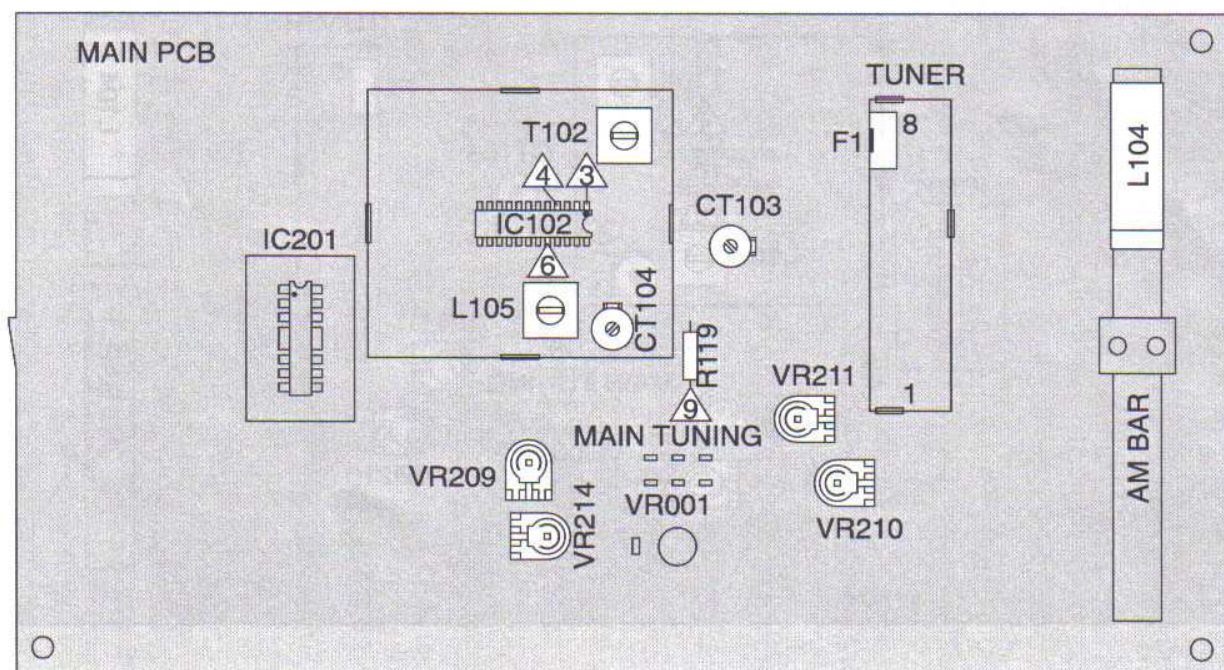 MAIN PCB
TUNER
T102
F1
8
L104
4
3
IC102
CT103
IC201
6
L105
CT104
R119
VR211
1
9
MAIN TUNING
AM BAR
VR209
VR214
VR001
VR210